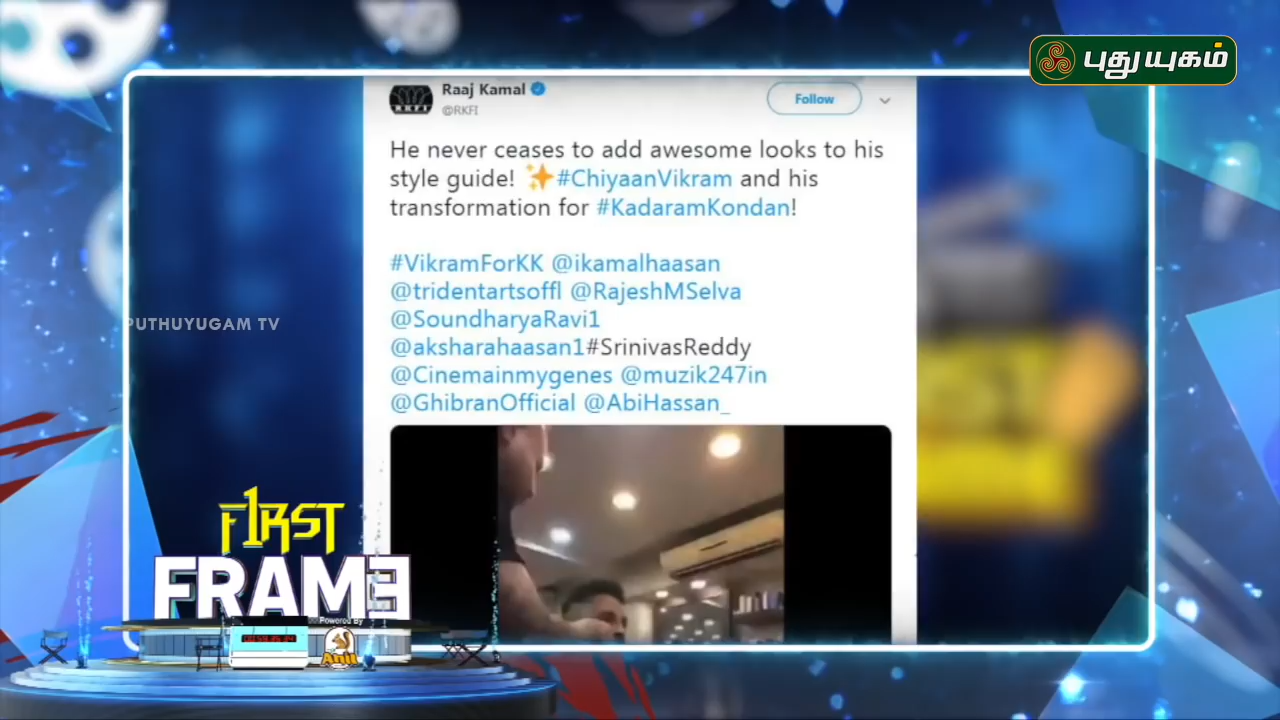 புதுயுகம்
Raaj Kamal
@RKFI
Follow
He never ceases to add awesome looks to his
style guide! ✨#ChiyaanVikram and his
transformation for #KadaramKondan!
#VikramForKK @ikamalhaasan
@tridentartsoffl @RajeshMSelva
@SoundharyaRavi1
@aksharahaasan1#SrinivasReddy
@Cinemainmygenes @muzik247in
@GhibranOfficial @AbiHassan_
PUTHUYUGAM TV
F1RST
FRAME
Powered By
Anil